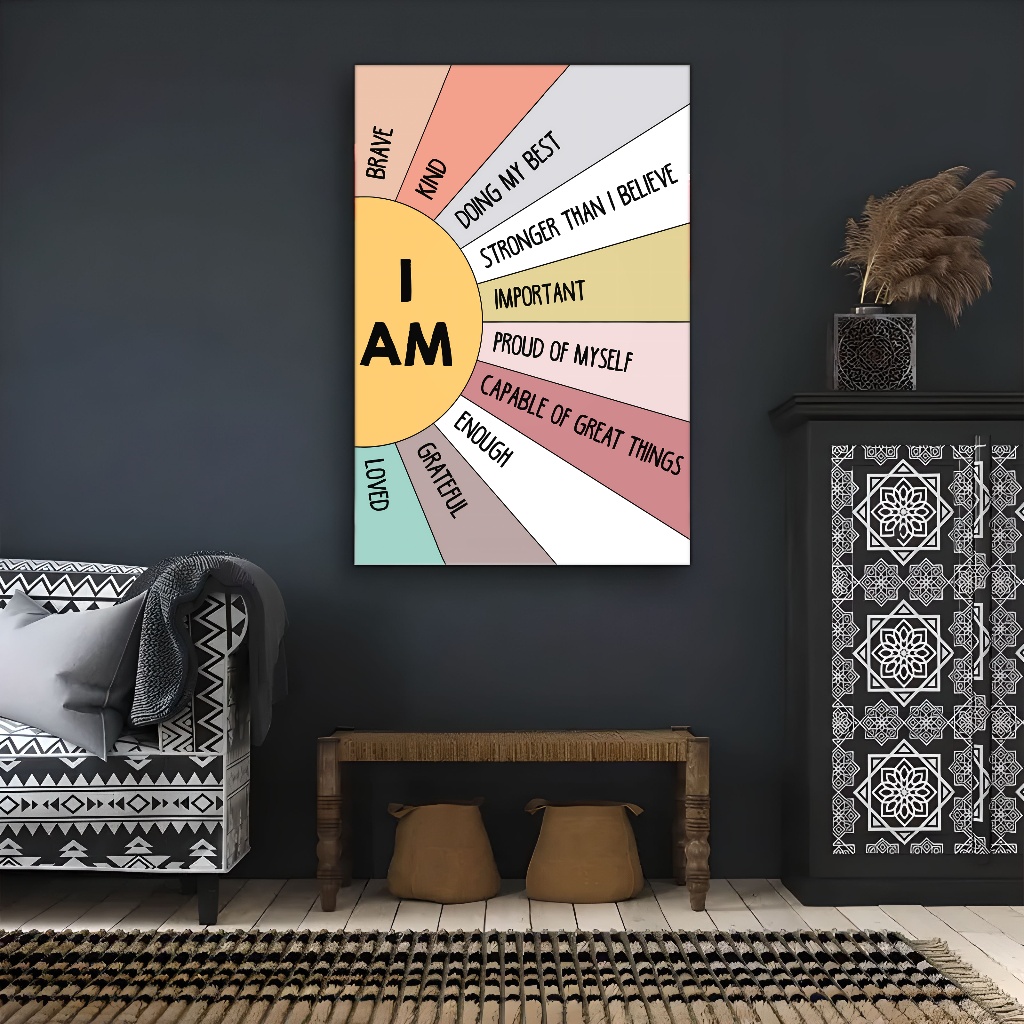 I
AM
BRAVE
KIND
DOING MY BEST
STRONGER THAN I BELIEVE
IMPORTANT
PROUD OF MYSELF
CAPABLE OF GREAT THINGS
ENOUGH
GRATEFUL
LOVED